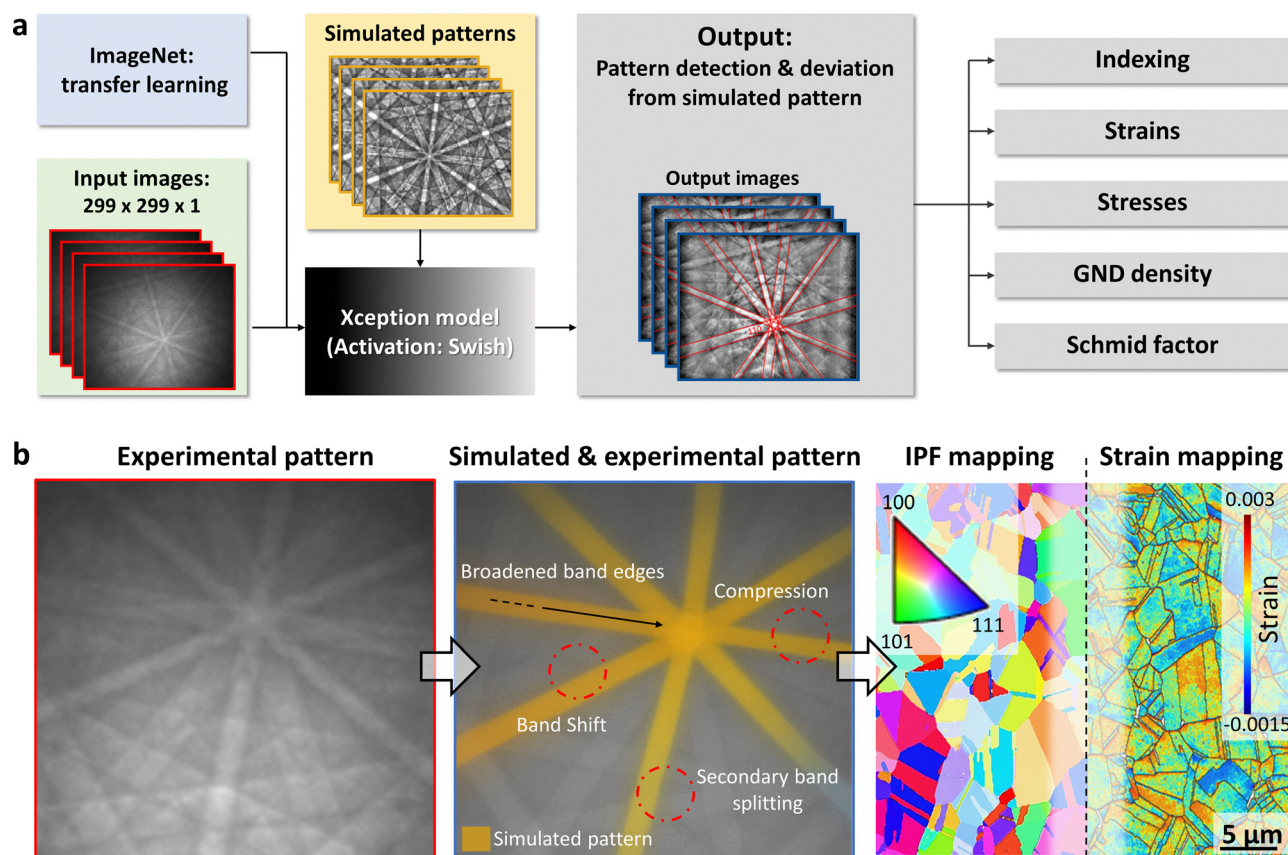 a
ImageNet:
transfer learning
Input images:
299 x 299 x 1
Simulated patterns
Xception model
(Activation: Swish)
Output:
Pattern detection & deviation
from simulated pattern
Output images
Indexing
Strains
Stresses
GND density
Schmid factor
b
Experimental pattern
Simulated & experimental pattern
Broadened band edges
Compression
Band Shift
Secondary band
splitting
Simulated pattern
IPF mapping
100
111
101
Strain mapping
0.003
Strain
-0.0015
5 µm